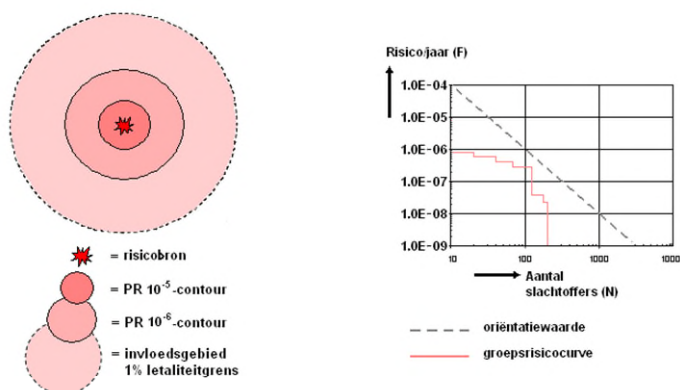 = risicobron
= PR 10⁻⁵-contour
= PR 10⁻⁶-contour
= invloedsgebied
1% letaliteitgrens
Risico/jaar (F)
1.0E-04
1.0E-05
1.0E-06
1.0E-07
1.0E-08
1.0E-09
10 100 1000 1000
Aantal
slachtoffers (N)
oriëntatiewaarde
groepsrisicocurve